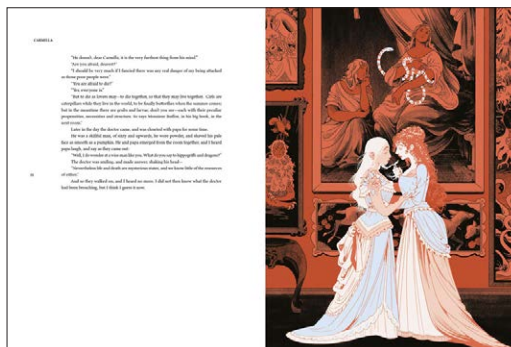 CARMILLA
"He doesn't, dear Carmilla, it is the very furthest thing from his mind."
"Are you afraid, dearest?"
"I should be very much if I fancied there was any real danger of my being attacked
as those poor people were."
"You are afraid to die?"
"Yes, everyone is."
"But to die as lovers may – to die together, so that they may live together. Girls are
caterpillars while they live in the world, to be finally butterflies when the summer comes;
but in the meantime there are grubs and larvae, don't you see – each with their peculiar
propensities, necessities and structure. So says Monsieur Buffon, in his big book, in the
next room."
Later in the day the doctor came, and was closeted with papa for some time.
He was a skilful man, of sixty and upwards, he wore powder, and shaved his pale
face as smooth as a pumpkin. He and papa emerged from the room together, and I heard
papa laugh, and say as they came out:
"Well, I do wonder at a wise man like you. What do you say to hippogriffs and dragons?"
The doctor was smiling, and made answer, shaking his head –
"Nevertheless life and death are mysterious states, and we know little of the resources
of either."
And so they walked on, and I heard no more. I did not then know what the doctor
had been broaching, but I think I guess it now.